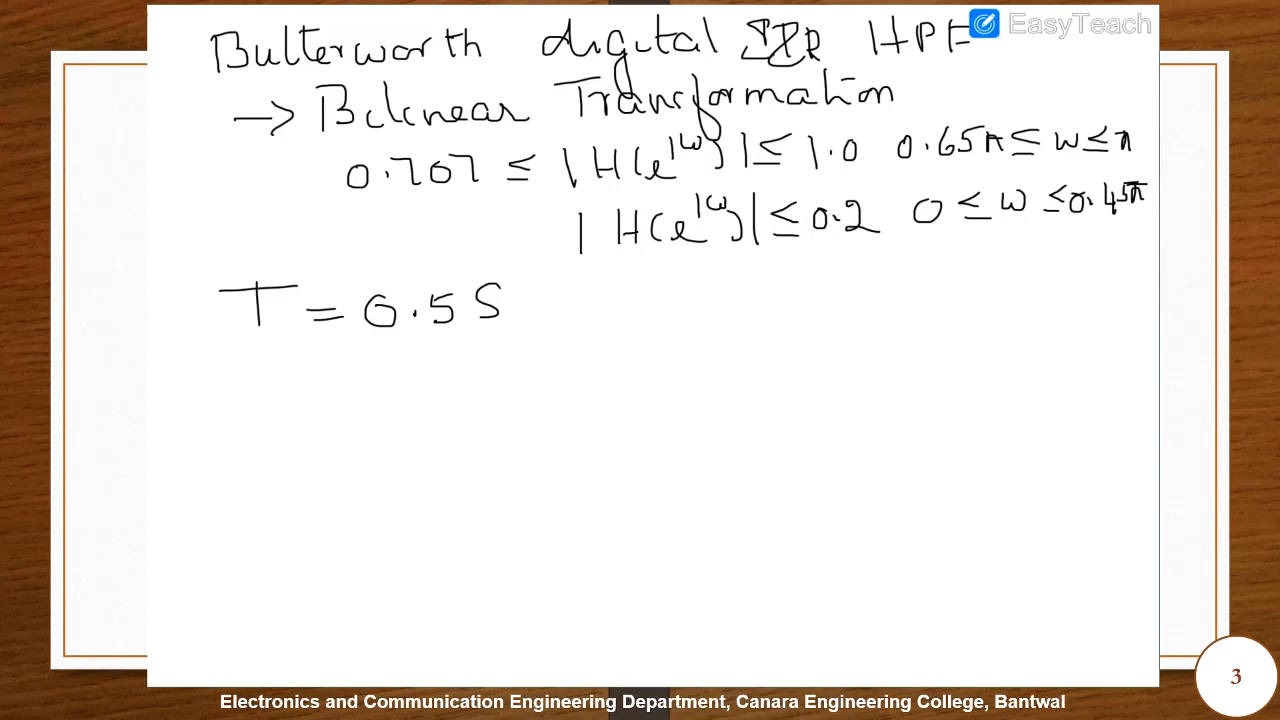 Butterworth digital IIR HPF
EasyTeach
→ Bilinear Transformation
0.707 ≤ |H(e^jω)| ≤ 1.0 0.65π ≤ ω ≤ π
|H(e^jω)| ≤ 0.2 0 ≤ ω ≤ 0.45π
T = 0.5 S
3
Electronics and Communication Engineering Department, Canara Engineering College, Bantwal